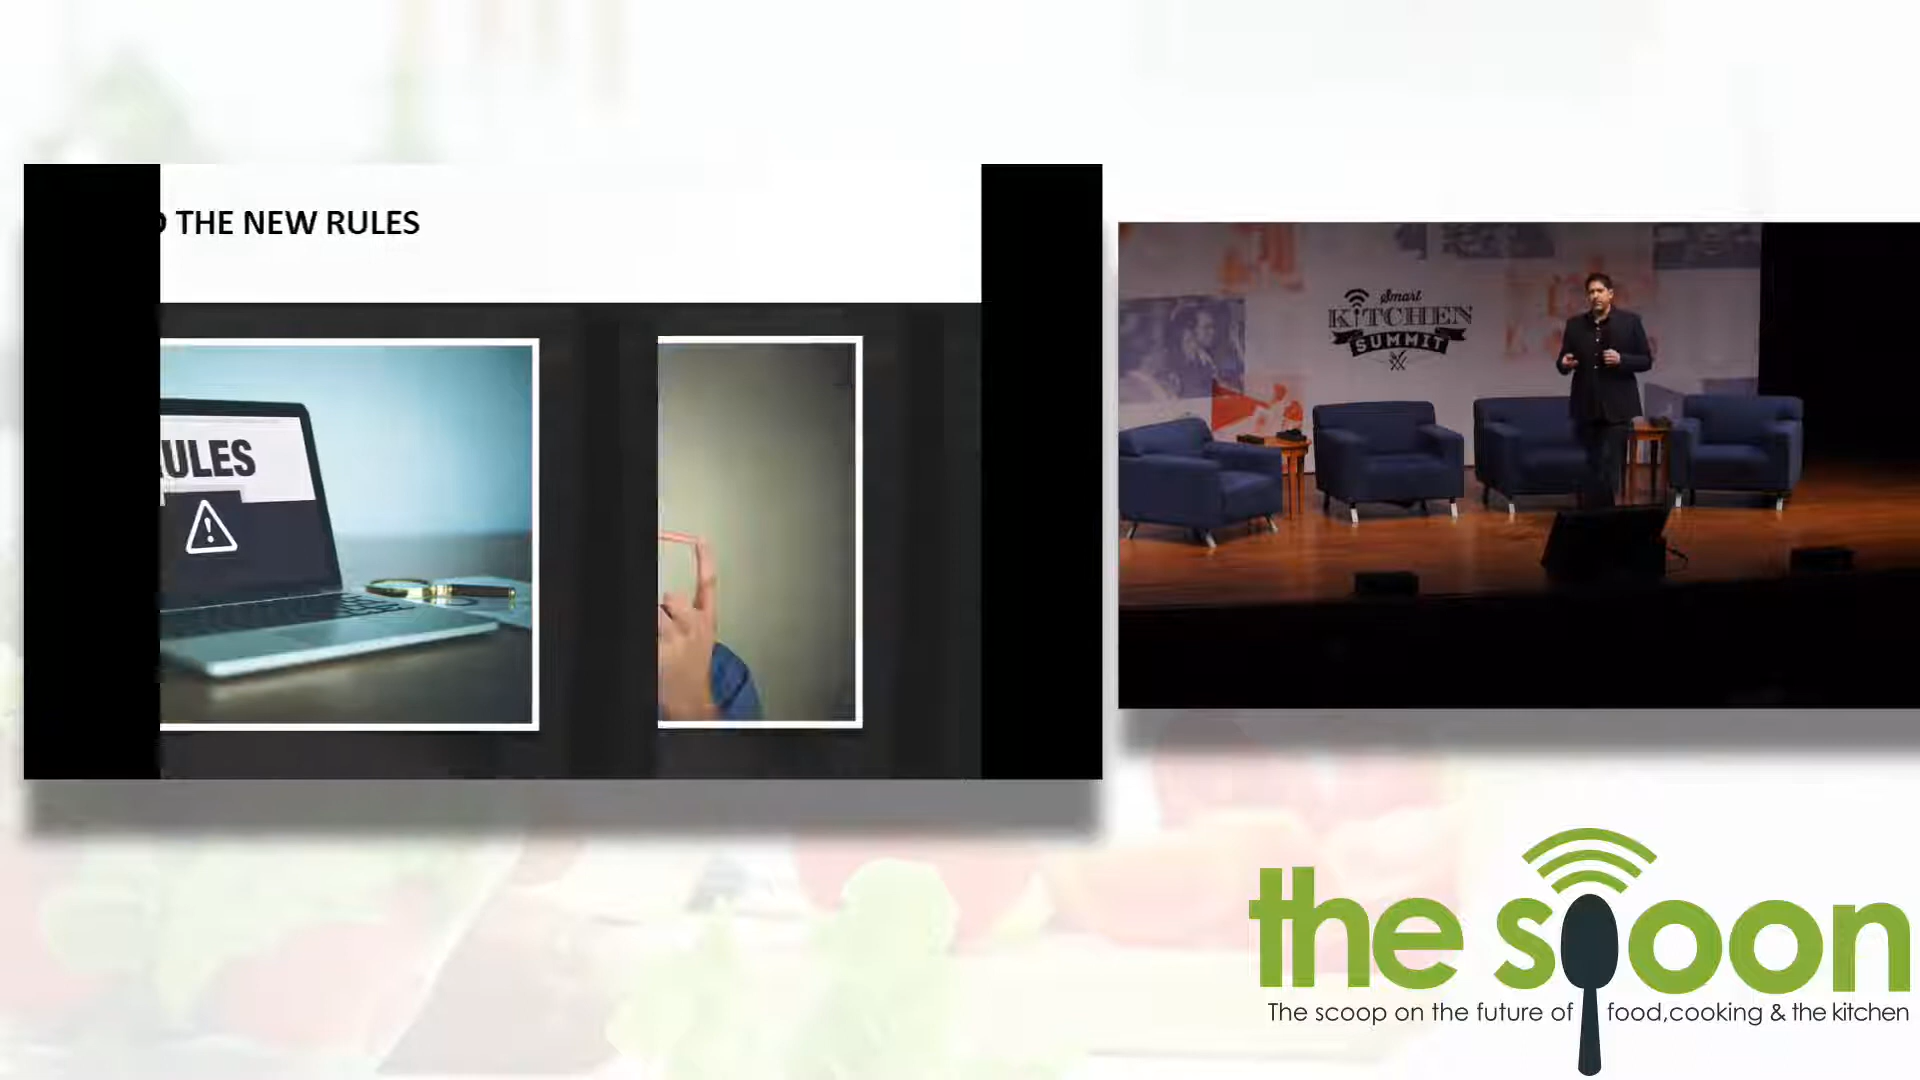 THE NEW RULES
ULES
Smart
KITCHEN
SUMMIT
the spoon
The scoop on the future of food,cooking & the kitchen